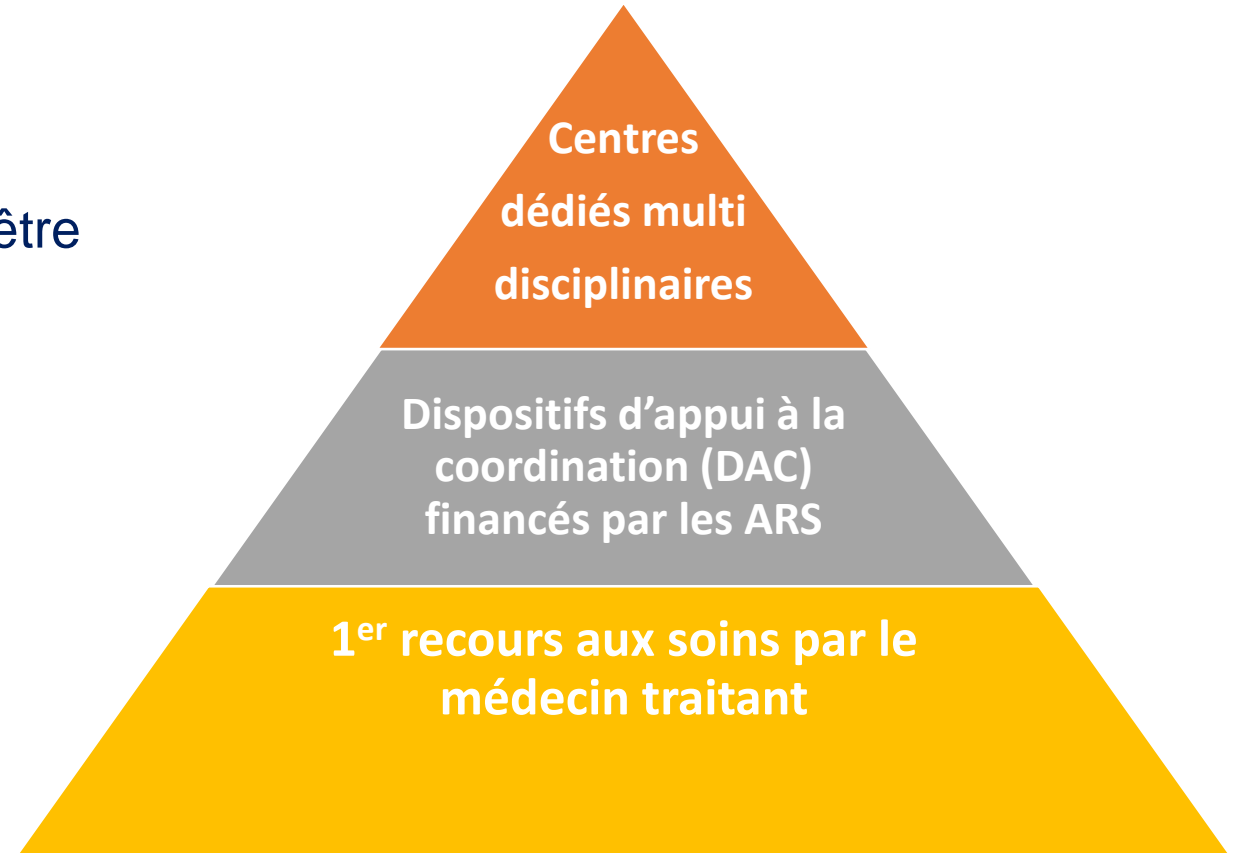 Centres
dédiés multi
être
disciplinaires
Dispositifs d’appui à la
coordination (DAC)
financés par les ARS
1er recours aux soins par le
médecin traitant